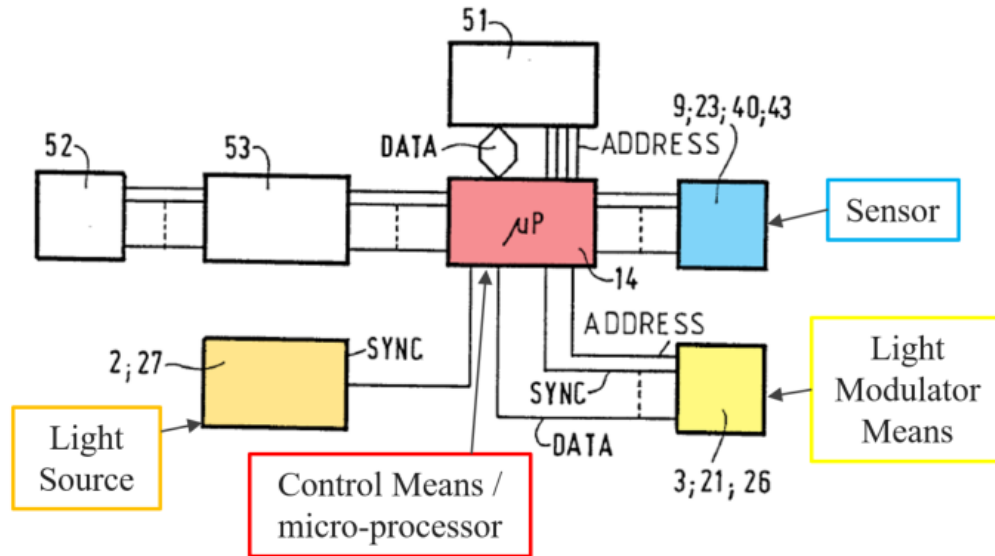 51
9;23;40;43
DATA
ADDRESS
52
53
μP
Sensor
14
ADDRESS
2;27
SYNC
SYNC
DATA
Light
Modulator
Means
Light
Source
Control Means /
micro-processor
3;21;26